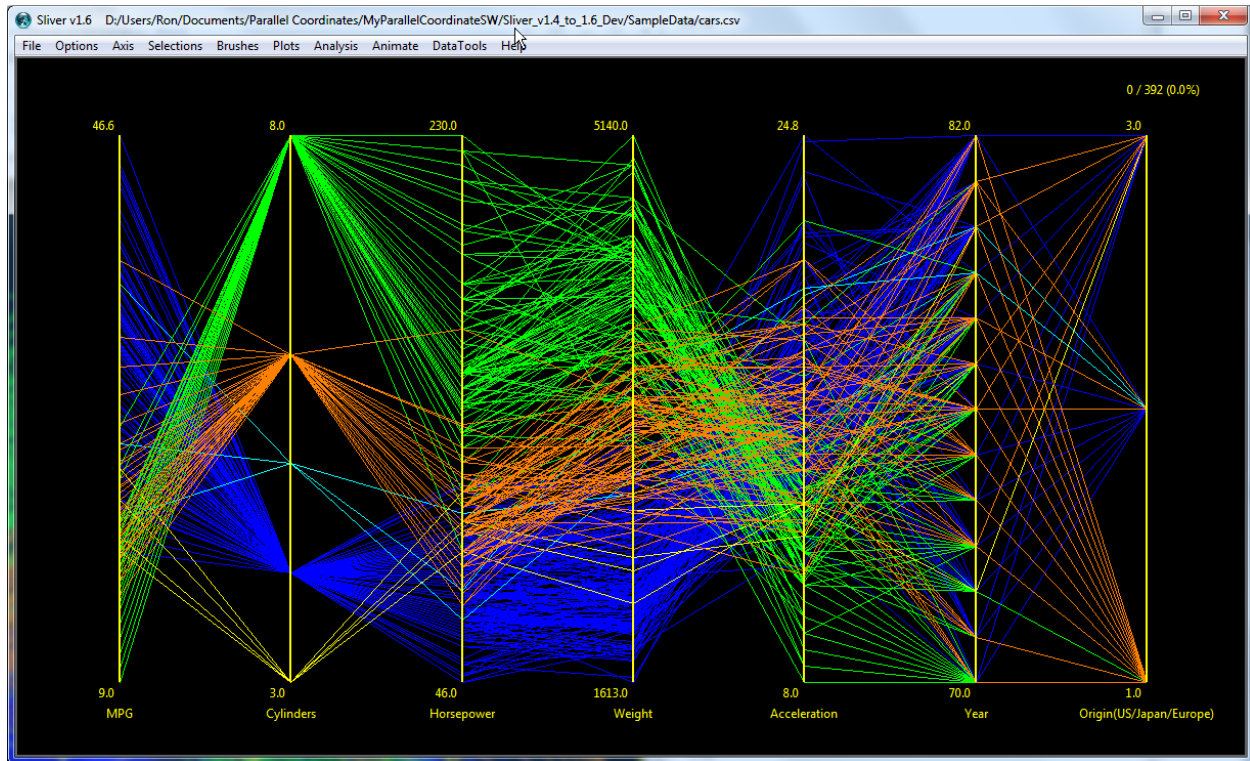 Sliver v1.6 D:/Users/Ron/Documents/Parallel Coordinates/MyParallelCoordinateSW/Sliver_v1.4_to_1.6_Dev/SampleData/cars.csv
File Options Axis Selections Brushes Plots Analysis Animate DataTools Help
0 / 392 (0.0%)
46.6 8.0 230.0 5140.0 24.8 82.0 3.0
9.0 3.0 46.0 1613.0 8.0 70.0 1.0
MPG Cylinders Horsepower Weight Acceleration Year Origin(US/Japan/Europe)